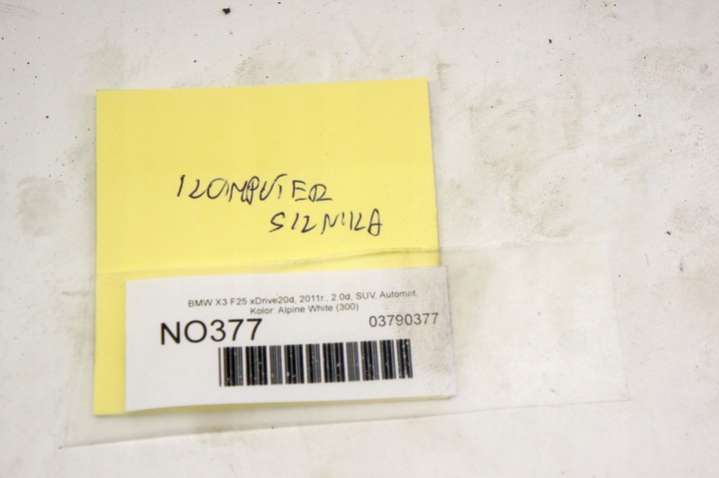 KOMPUTER
SILNIKA
BMW X3 F25 xDrive20d, 2011r., 2.0d, SUV, Automat,
Kolor: Alpine White (300)
NO377
03790377